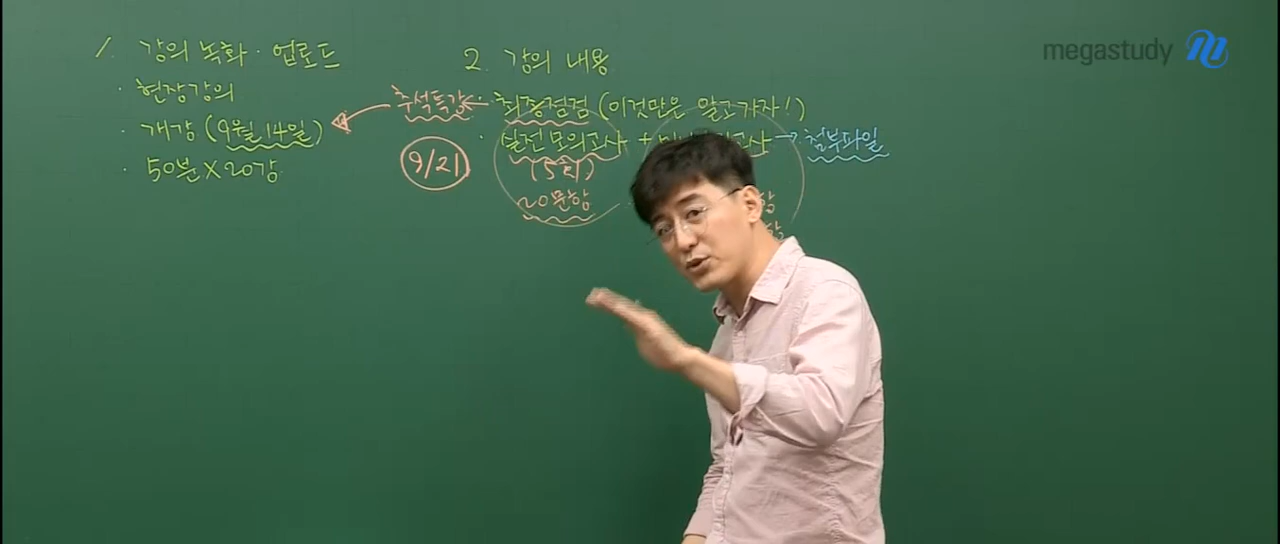 megastudy
1. 강의 녹화·업로드
· 현장강의
· 개강 (9월 14일)
· 50분 X 20강
2. 강의 내용
추석특강 ← 최종점검 (이것만은 알고가자!)
9/21
· 실전모의고사 + 고사 → 첨부파일
(5회)
20문항